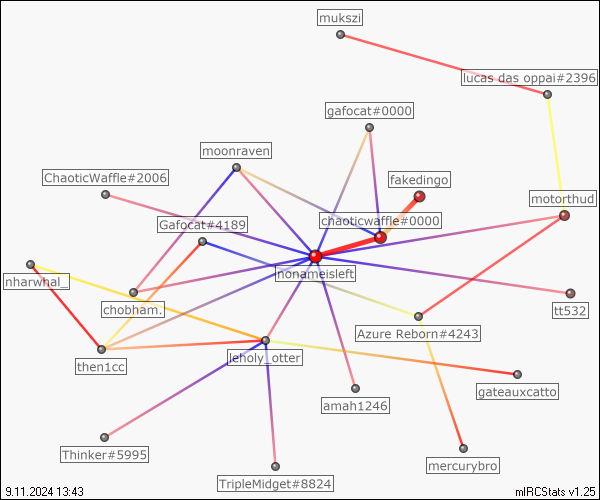 mukszi
lucas das oppai#2396
gafocat#0000
moonraven
ChaoticWaffle#2006
fakedingo
motorthud
chaoticwaffle#0000
Gafocat#4189
nonameisleft
nharwhal_
chobham.
tt532
Azure Reborn#4243
leholy_otter
then1cc
gateauxcatto
amah1246
Thinker#5995
mercurybro
TripleMidget#8824
9.11.2024 13:43
mIRCStats v1.25